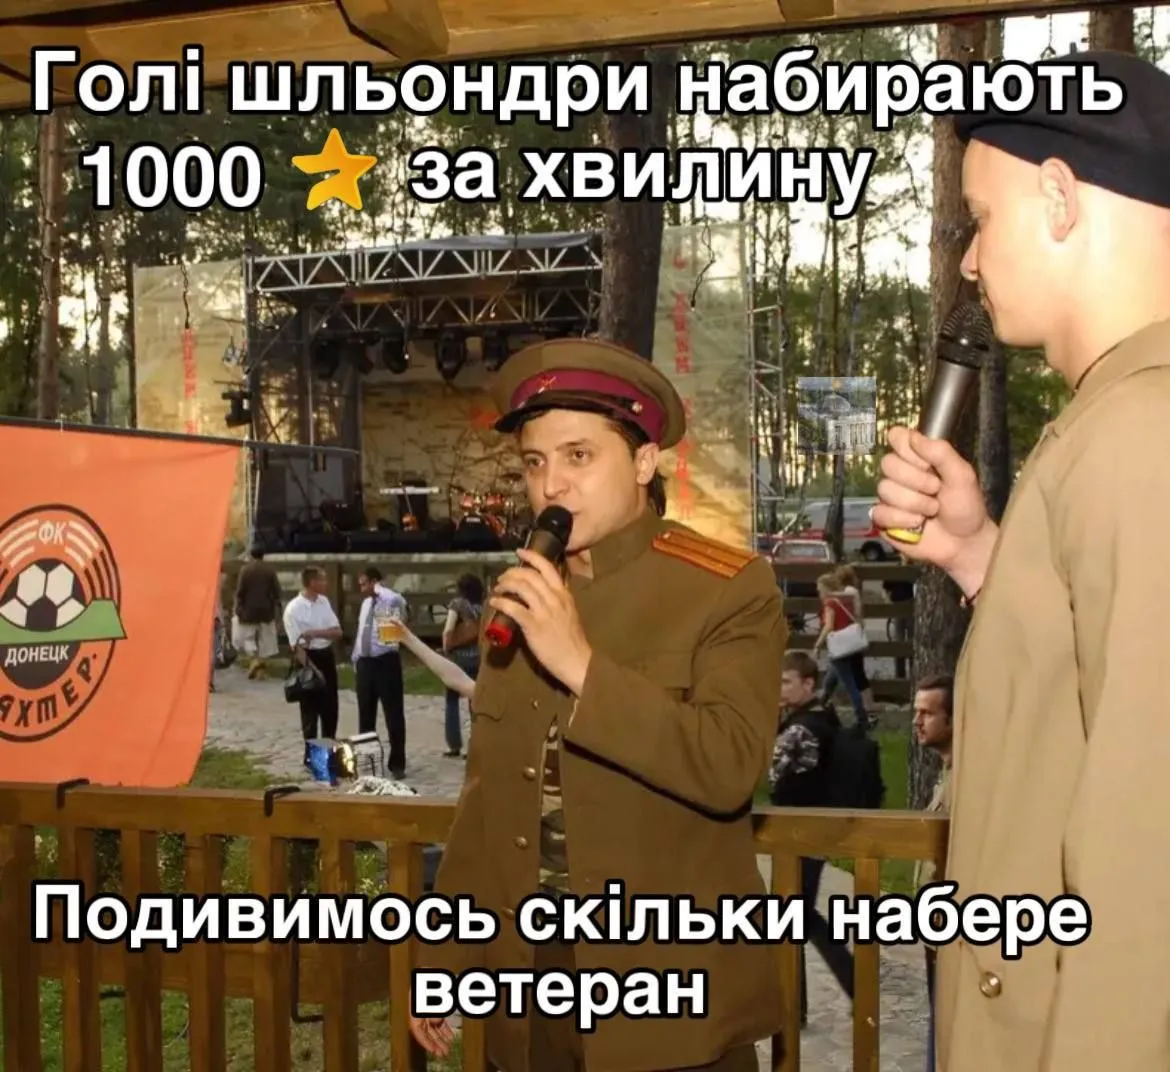 Голі шльондри набирають
1000 ⭐ за хвилину
ФК
ДОНЕЦК
Подивимось скільки набере
ветеран